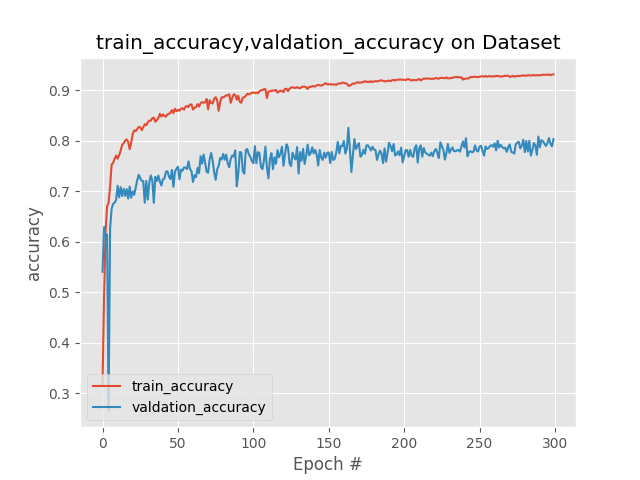 train_accuracy,valdation_accuracy on Dataset
accuracy
0.9
0.8
0.7
0.6
0.5
0.4
0.3
train_accuracy
valdation_accuracy
0 50 100 150 200 250 300
Epoch #